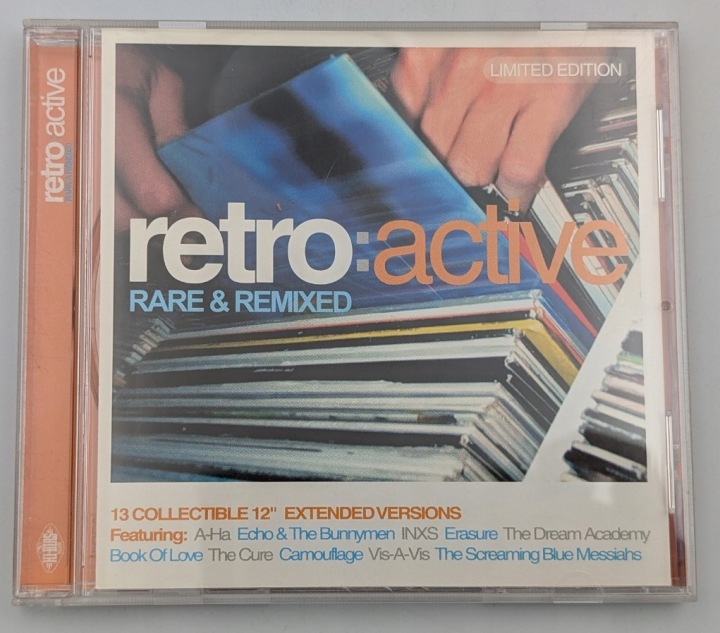 LIMITED EDITION
retro:active
RARE & REMIXED
13 COLLECTIBLE 12" EXTENDED VERSIONS
Featuring: A-Ha Echo & The Bunnymen INXS Erasure The Dream Academy
Book Of Love The Cure Camouflage Vis-A-Vis The Screaming Blue Messiahs
retro:active